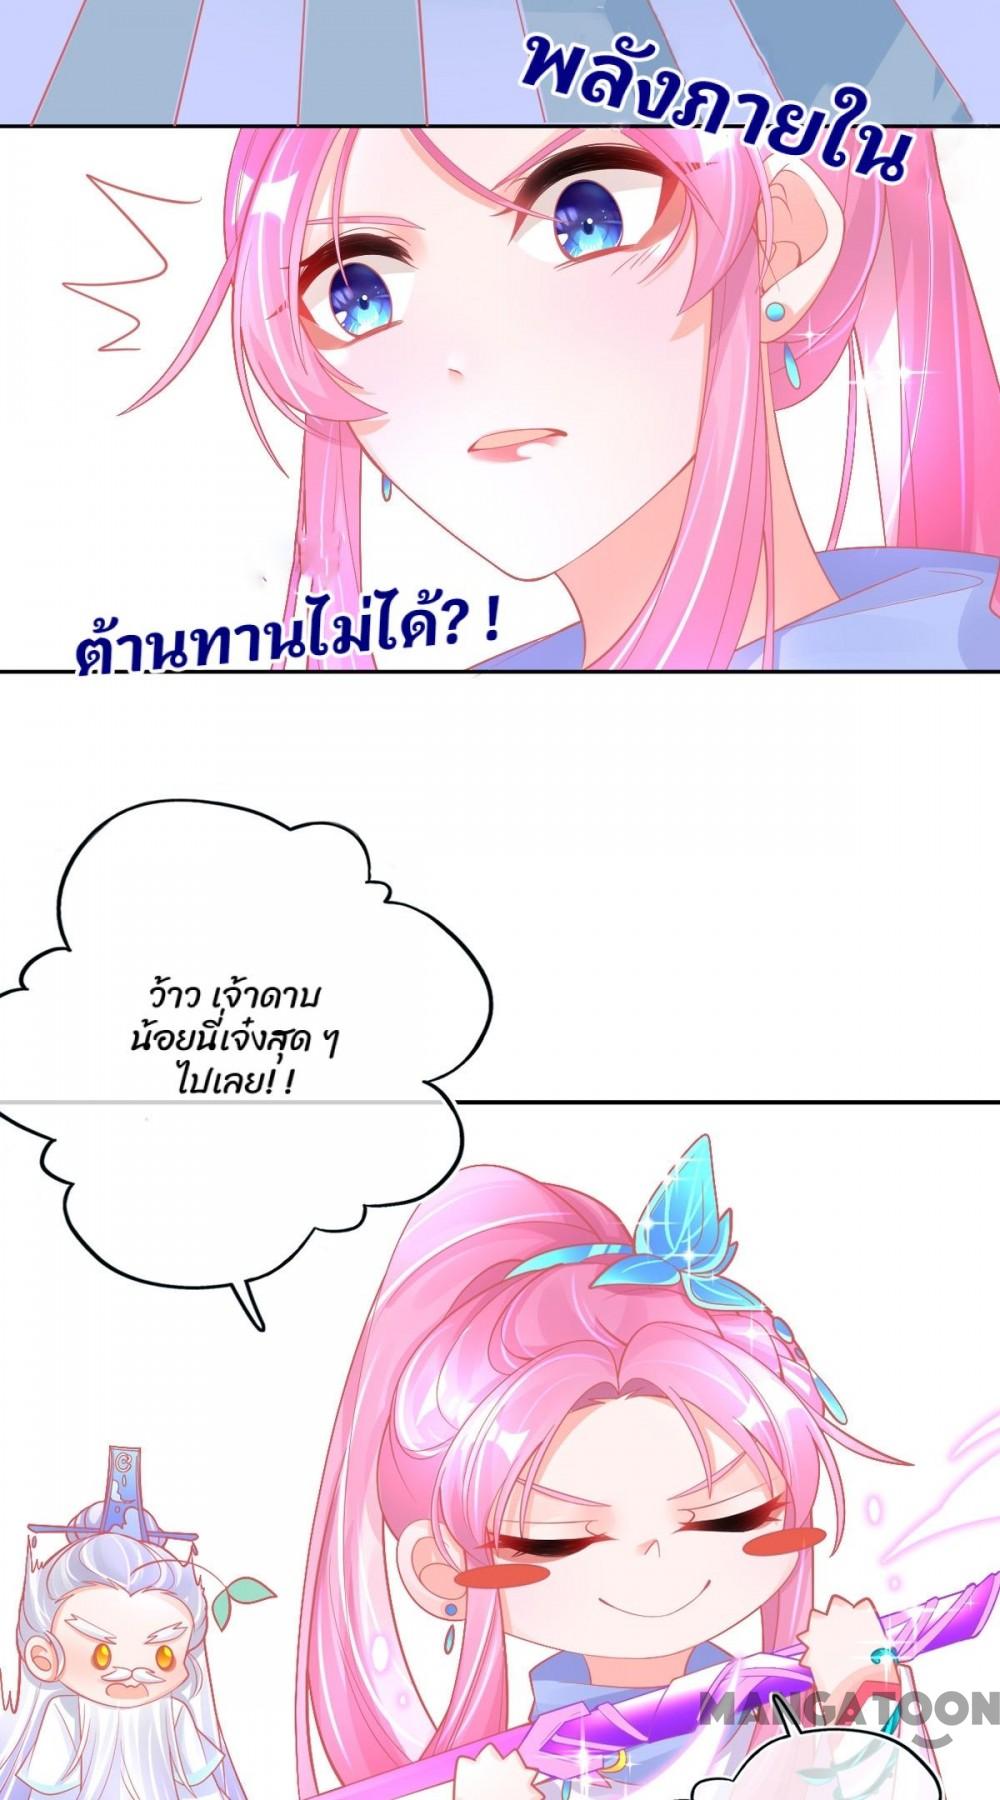 พลังภายใน
ต้านทานไม่ได้? !
ว้าว เจ้าดาบ
น้อยนี่เจ๋งสุด ๆ
ไปเลย! !
C
MANGATOON